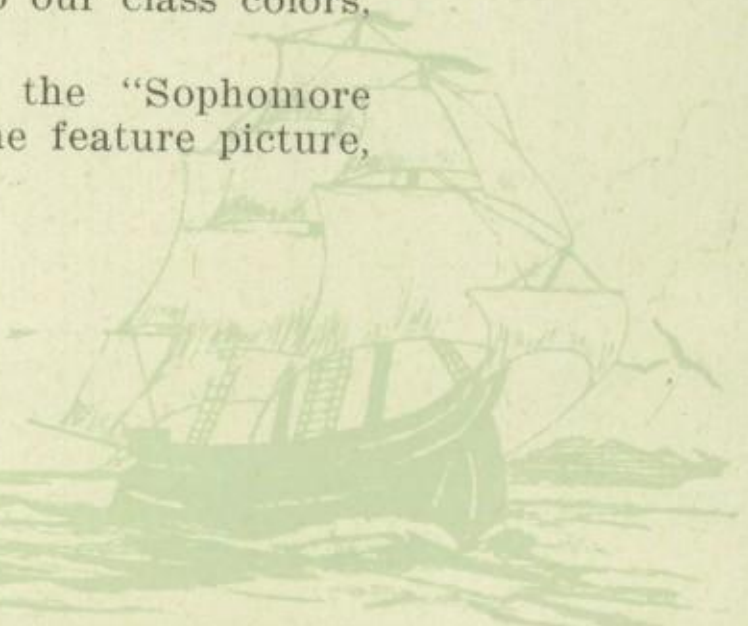 our class colors,
the “Sophomore
feature picture,